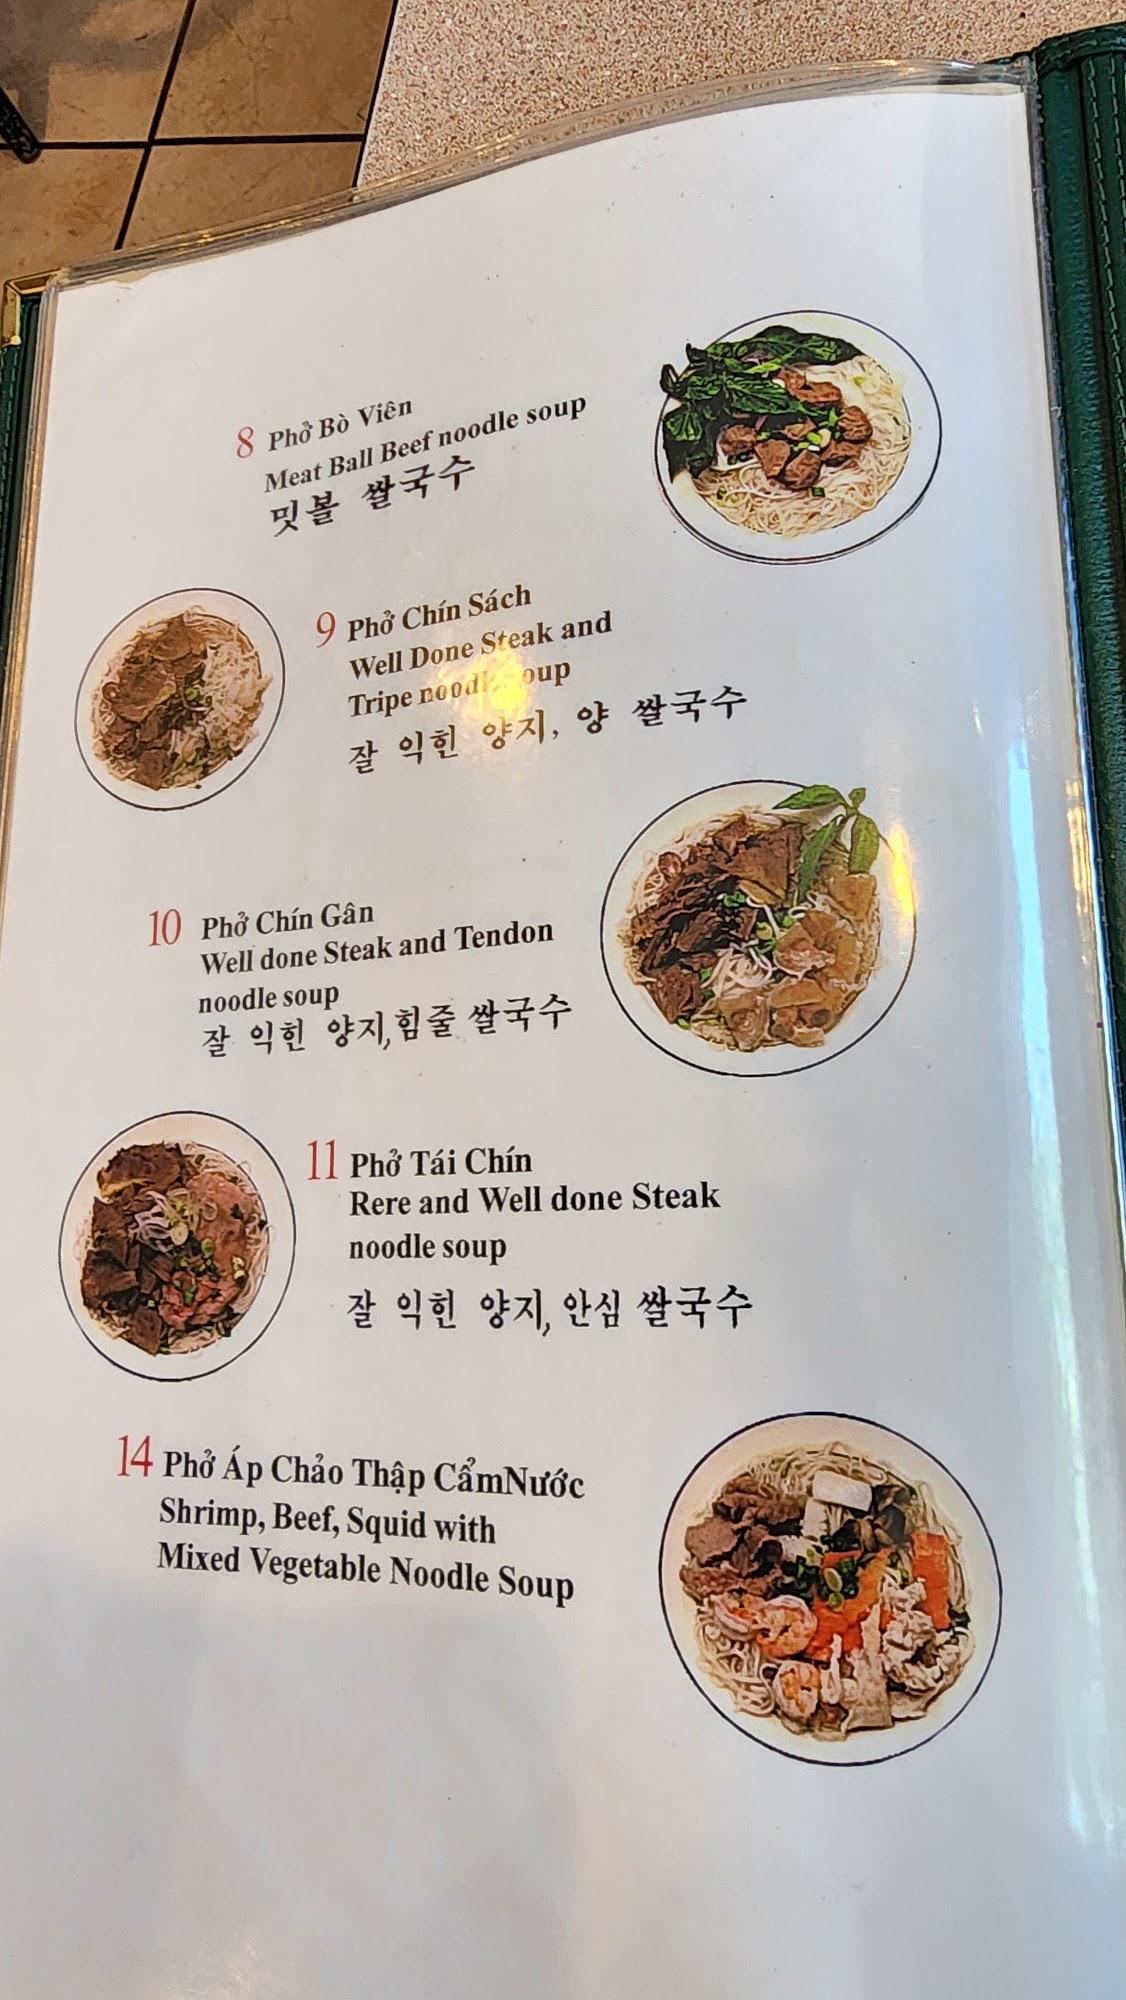 8 Phở Bò Viên
Meat Ball Beef noodle soup
밋볼 쌀국수
9 Phở Chín Sách
Well Done Steak and
Tripe noodle soup
잘 익힌 양지, 양 쌀국수
10 Phở Chín Gân
Well done Steak and Tendon
noodle soup
잘 익힌 양지,힘줄 쌀국수
11 Phở Tái Chín
Rere and Well done Steak
noodle soup
잘 익힌 양지, 안심 쌀국수
14 Phở Áp Chảo Thập CẩmNước
Shrimp, Beef, Squid with
Mixed Vegetable Noodle Soup